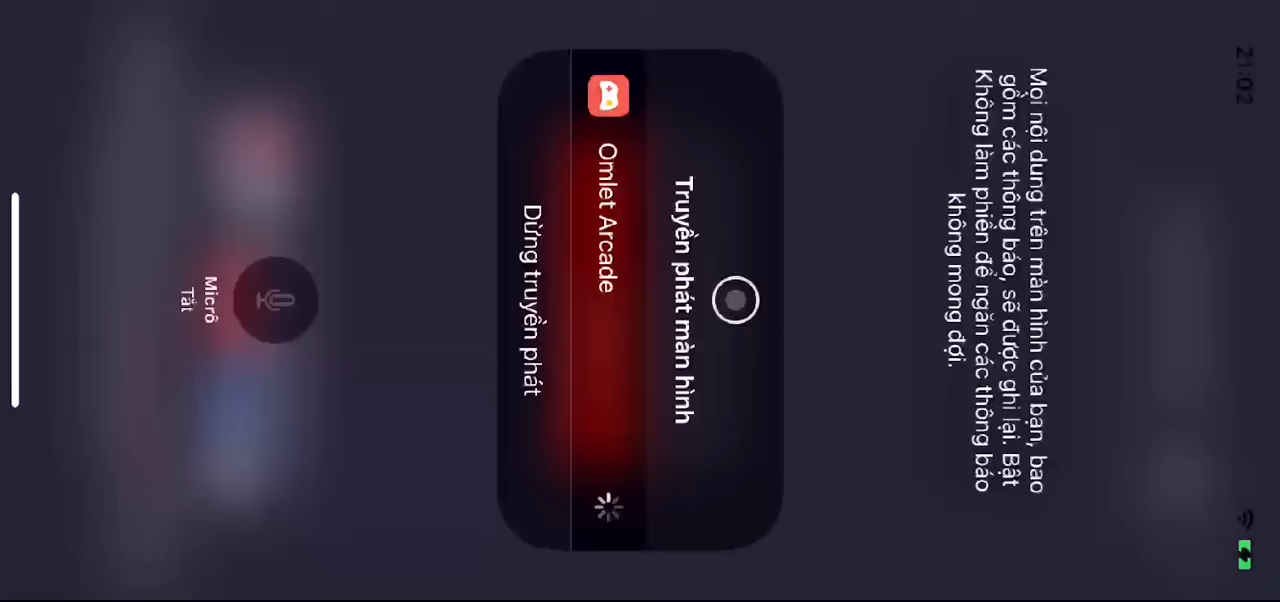 21:02
Mọi nội dung trên màn hình của bạn, bao
gồm các thông báo, sẽ được ghi lại. Bật
Không làm phiền để ngăn các thông báo
không mong đợi.
Truyền phát màn hình
Omlet Arcade
Dừng truyền phát
Micrô
Tắt